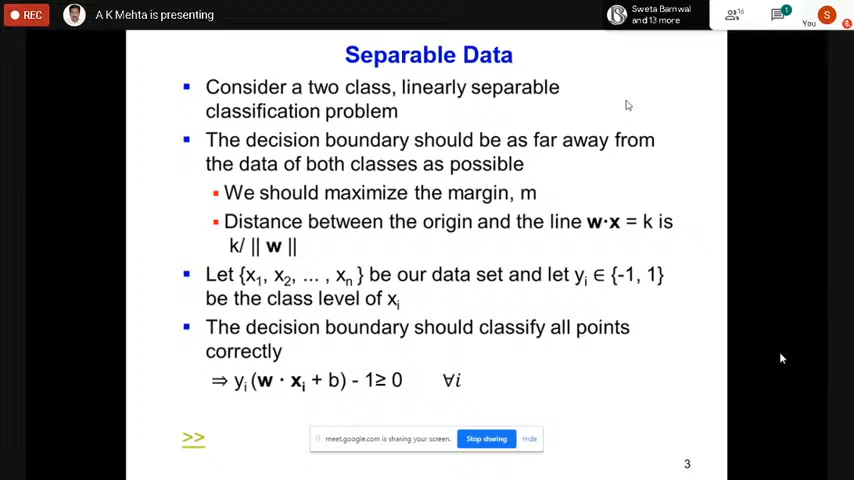 REC
A K Mehta is presenting
Sweta Barnwal
and 13 more
16
1
S
You
Separable Data
▪ Consider a two class, linearly separable
classification problem
▪ The decision boundary should be as far away from
the data of both classes as possible
▪ We should maximize the margin, m
▪ Distance between the origin and the line w·x = k is
k/ || w ||
▪ Let {x1, x2, ... , xn } be our data set and let yi ∈ {-1, 1}
be the class level of xi
▪ The decision boundary should classify all points
correctly
⇒ yi (w · xi + b) - 1≥ 0 ∀i
>>
meet.google.com is sharing your screen.
Stop sharing
Hide
3